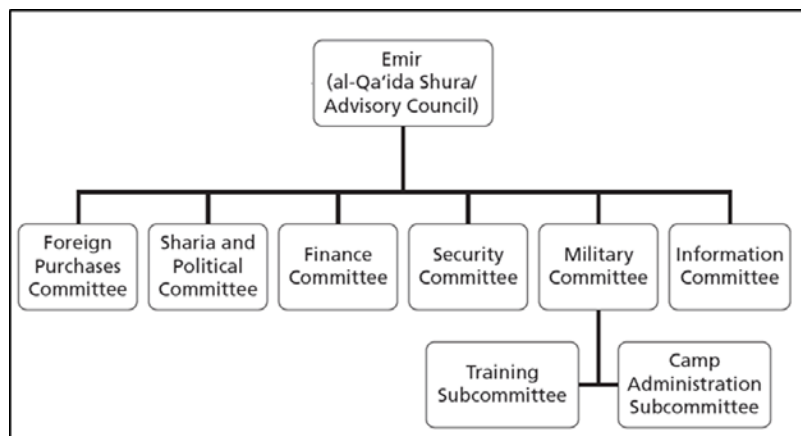 Emir
(al-Qa‘ida Shura/
Advisory Council)
Foreign
Purchases
Committee
Sharia and
Political
Committee
Finance
Committee
Security
Committee
Military
Committee
Information
Committee
Training
Subcommittee
Camp
Administration
Subcommittee